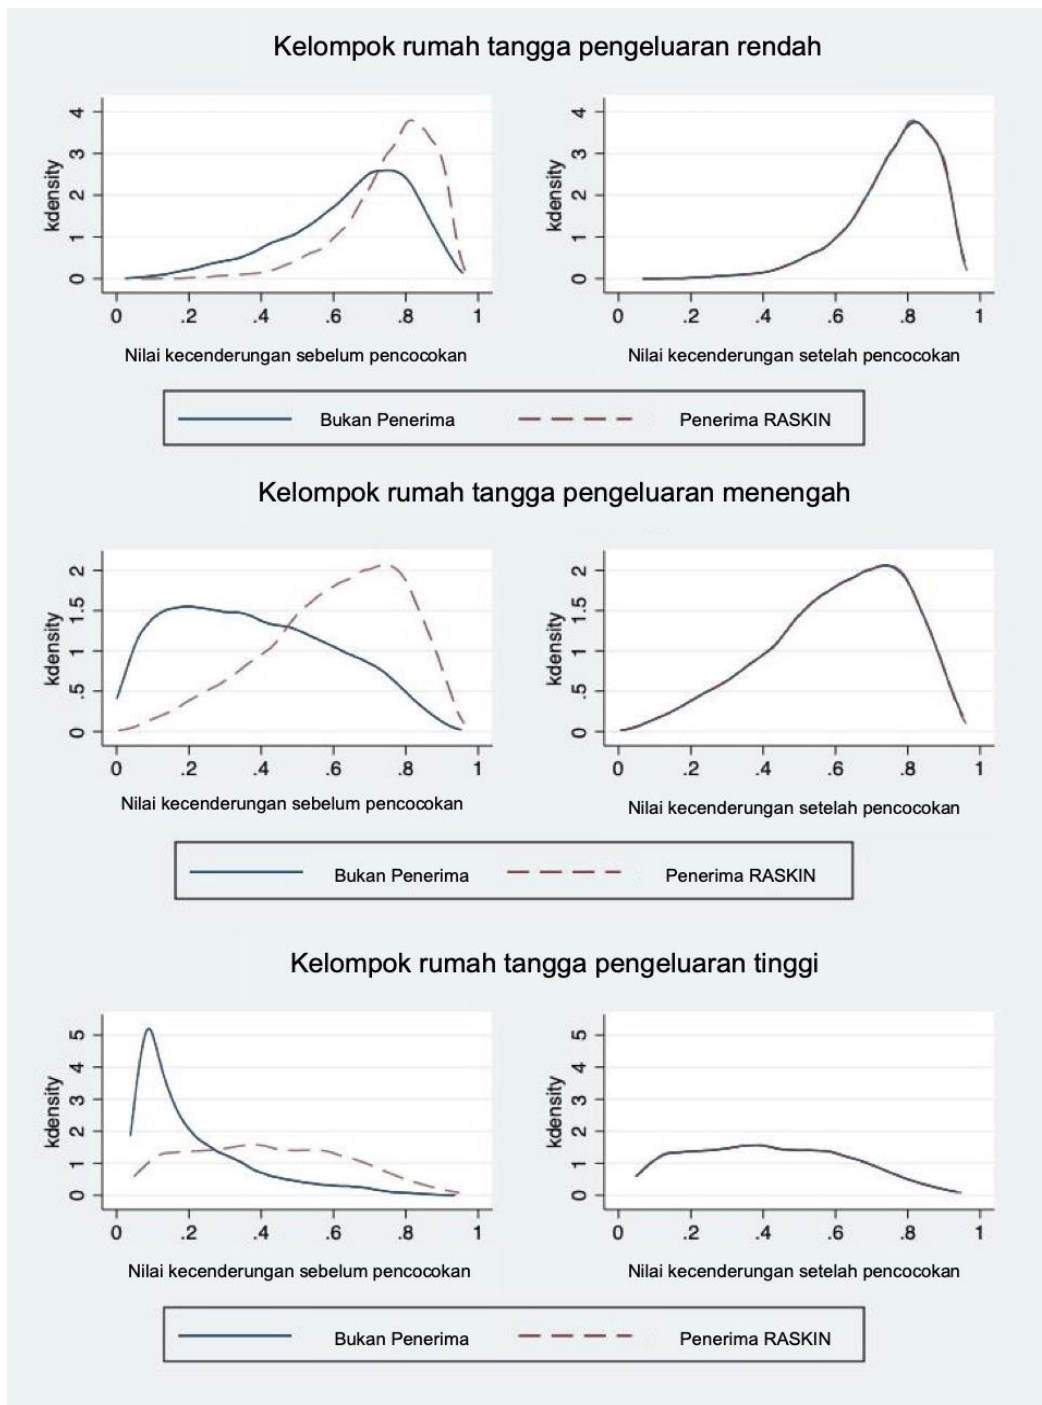 Kelompok rumah tangga pengeluaran rendah
kdensity
4
3
2
1
0
0 .2 .4 .6 .8 1
Nilai kecenderungan sebelum pencocokan
kdensity
4
3
2
1
0
0 .2 .4 .6 .8 1
Nilai kecenderungan setelah pencocokan
Bukan Penerima Penerima RASKIN
Kelompok rumah tangga pengeluaran menengah
kdensity
2
1.5
1
.5
0
0 .2 .4 .6 .8 1
Nilai kecenderungan sebelum pencocokan
kdensity
2
1.5
1
.5
0
0 .2 .4 .6 .8 1
Nilai kecenderungan setelah pencocokan
Bukan Penerima Penerima RASKIN
Kelompok rumah tangga pengeluaran tinggi
kdensity
5
4
3
2
1
0
0 .2 .4 .6 .8 1
Nilai kecenderungan sebelum pencocokan
kdensity
5
4
3
2
1
0
0 .2 .4 .6 .8 1
Nilai kecenderungan setelah pencocokan
Bukan Penerima Penerima RASKIN